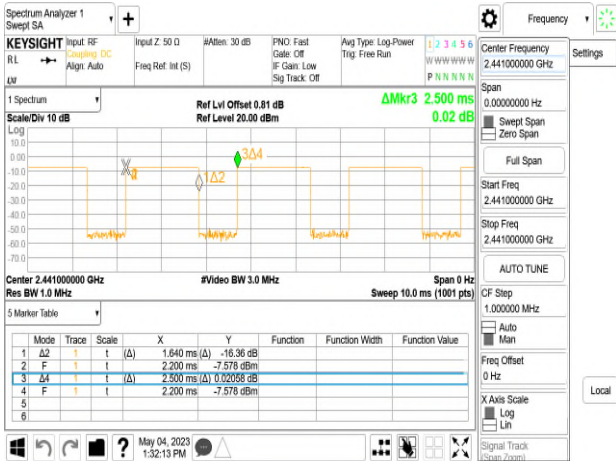 Spectrum Analyzer 1
Swept SA
+
Frequency
KEYSIGHT
RL
Input: RF
Coupling: DC
Align: Auto
Input Z: 50 Ω
Freq Ref: Int (S)
#Atten: 30 dB
PNO: Fast
Gate: Off
IF Gain: Low
Sig Track: Off
Avg Type: Log-Power
Trig: Free Run
1 2 3 4 5 6
W W W W W W
P N N N N N
Center Frequency
2.441000000 GHz
Settings
Span
0.00000000 Hz
Swept Span
Zero Span
Full Span
Start Freq
2.441000000 GHz
Stop Freq
2.441000000 GHz
AUTO TUNE
CF Step
1.000000 MHz
Auto
Man
Freq Offset
0 Hz
X Axis Scale
Log
Lin
Signal Track
(Span Zoom)
Local
1 Spectrum
Scale/Div 10 dB
Log
Ref Lvl Offset 0.81 dB
Ref Level 20.00 dBm
ΔMkr3 2.500 ms
0.02 dB
10.0
0.00
-10.0
-20.0
-30.0
-40.0
-50.0
-60.0
-70.0
3Δ4
1Δ2
Center 2.441000000 GHz
Res BW 1.0 MHz
#Video BW 3.0 MHz
Span 0 Hz
Sweep 10.0 ms (1001 pts)
5 Marker Table
Mode Trace Scale X Y Function Function Width Function Value
1 Δ2 1 t (Δ) 1.640 ms (Δ) -16.36 dB
2 F 1 t 2.200 ms -7.578 dBm
3 Δ4 1 t (Δ) 2.500 ms (Δ) 0.02058 dB
4 F 1 t 2.200 ms -7.578 dBm
5
6
?
May 04, 2023
1:32:13 PM